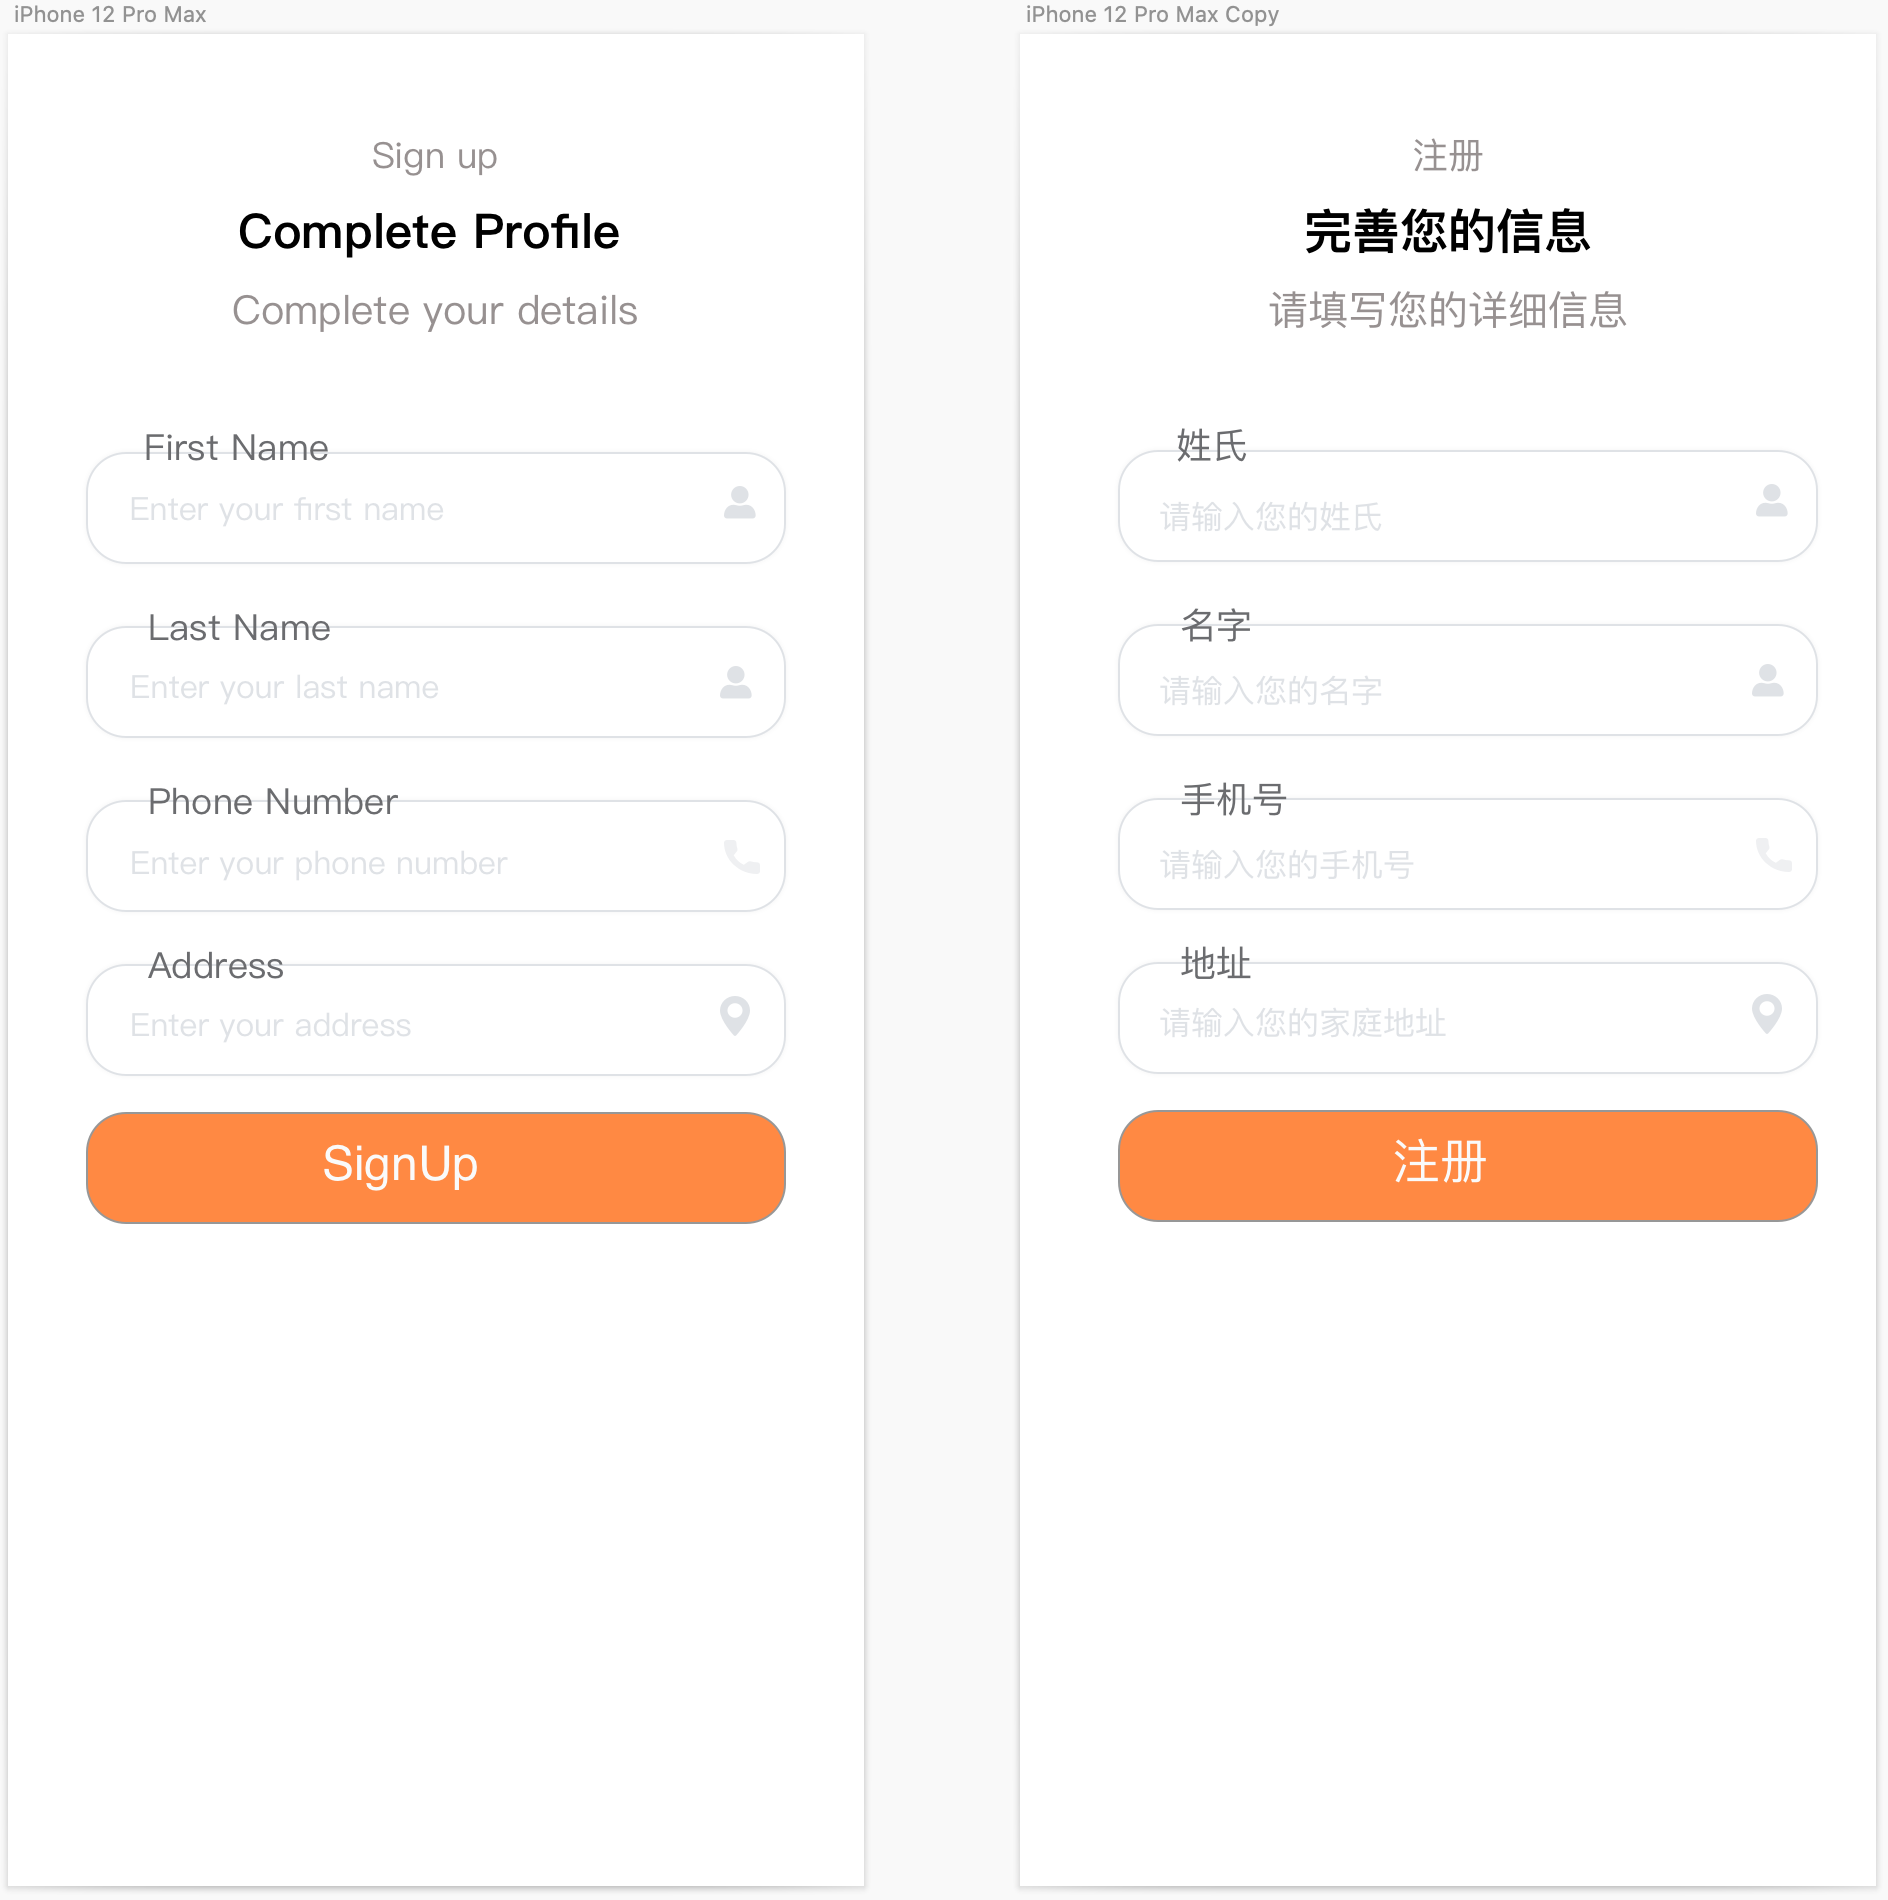 iPhone 12 Pro Max
Sign up
Complete Profile
Complete your details
First Name
Enter your first name
Last Name
Enter your last name
Phone Number
Enter your phone number
Address
Enter your address
SignUp
iPhone 12 Pro Max Copy
注册
完善您的信息
请填写您的详细信息
姓氏
请输入您的姓氏
名字
请输入您的名字
手机号
请输入您的手机号
地址
请输入您的家庭地址
注册